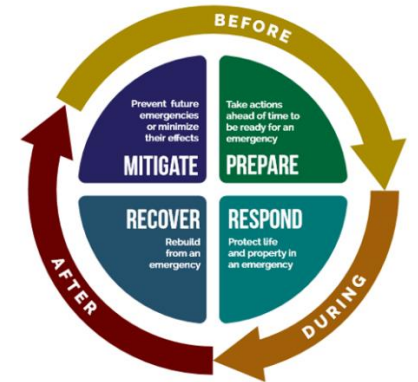 BEFORE
Prevent future
emergencies
or minimize
their effects
MITIGATE
Take actions
ahead of time to
be ready for an
emergency
PREPARE
RECOVER
Rebuild
from an
emergency
RESPOND
Protect life
and property in
an emergency
AFTER
DURING